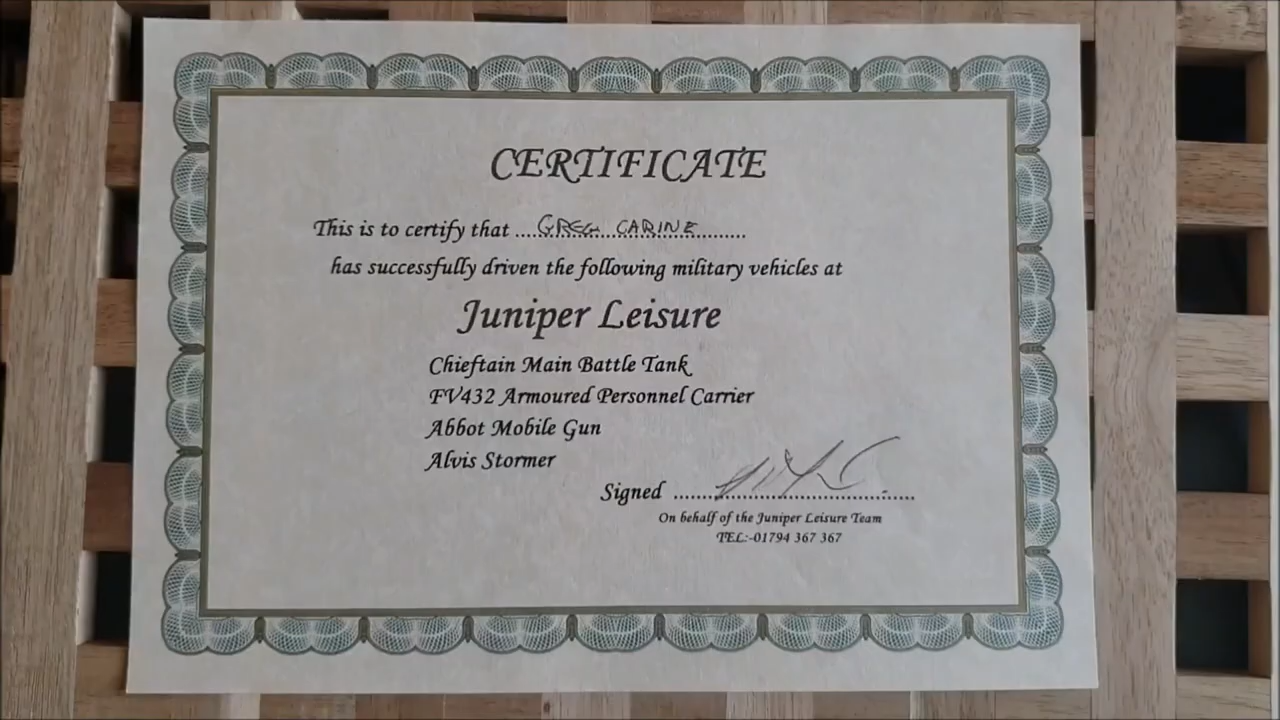 CERTIFICATE
This is to certify that ....GREG CARINE.........
has successfully driven the following military vehicles at
Juniper Leisure
Chieftain Main Battle Tank
FV432 Armoured Personnel Carrier
Abbot Mobile Gun
Alvis Stormer
Signed ........................................
On behalf of the Juniper Leisure Team
TEL:-01794 367 367